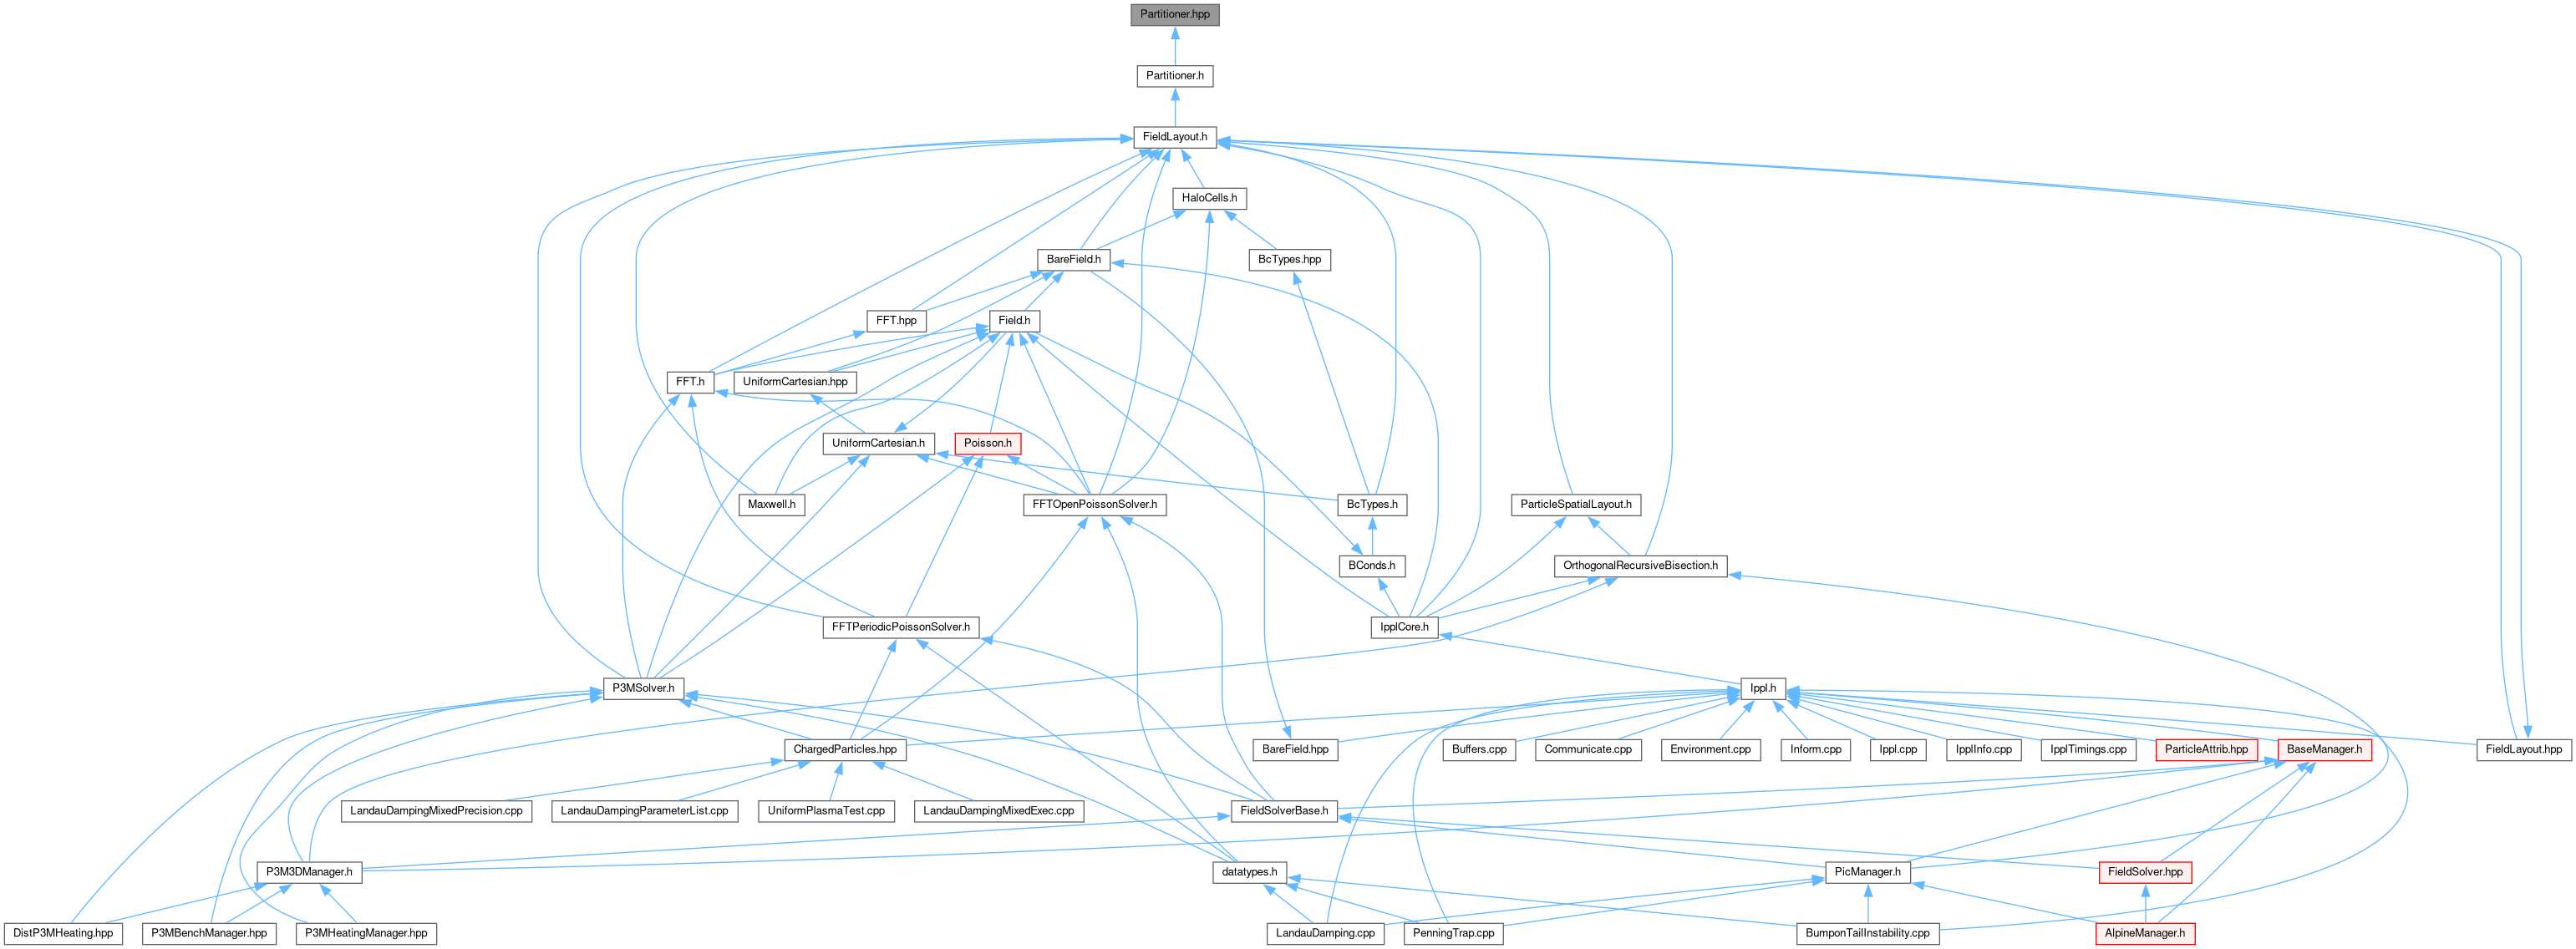 Partitioner.hpp
Partitioner.h
FieldLayout.h
HaloCells.h
BareField.h
BcTypes.hpp
FFT.hpp
Field.h
FFT.h
UniformCartesian.hpp
UniformCartesian.h
Poisson.h
Maxwell.h
FFTOpenPoissonSolver.h
BcTypes.h
ParticleSpatialLayout.h
BConds.h
OrthogonalRecursiveBisection.h
FFTPeriodicPoissonSolver.h
IpplCore.h
P3MSolver.h
Ippl.h
ChargedParticles.hpp
BareField.hpp
Buffers.cpp
Communicate.cpp
Environment.cpp
Inform.cpp
Ippl.cpp
IpplInfo.cpp
IpplTimings.cpp
ParticleAttrib.hpp
BaseManager.h
FieldLayout.hpp
LandauDampingMixedPrecision.cpp
LandauDampingParameterList.cpp
UniformPlasmaTest.cpp
LandauDampingMixedExec.cpp
FieldSolverBase.h
P3M3DManager.h
datatypes.h
PicManager.h
FieldSolver.hpp
DistP3MHeating.hpp
P3MBenchManager.hpp
P3MHeatingManager.hpp
LandauDamping.cpp
PenningTrap.cpp
BumponTailInstability.cpp
AlpineManager.h